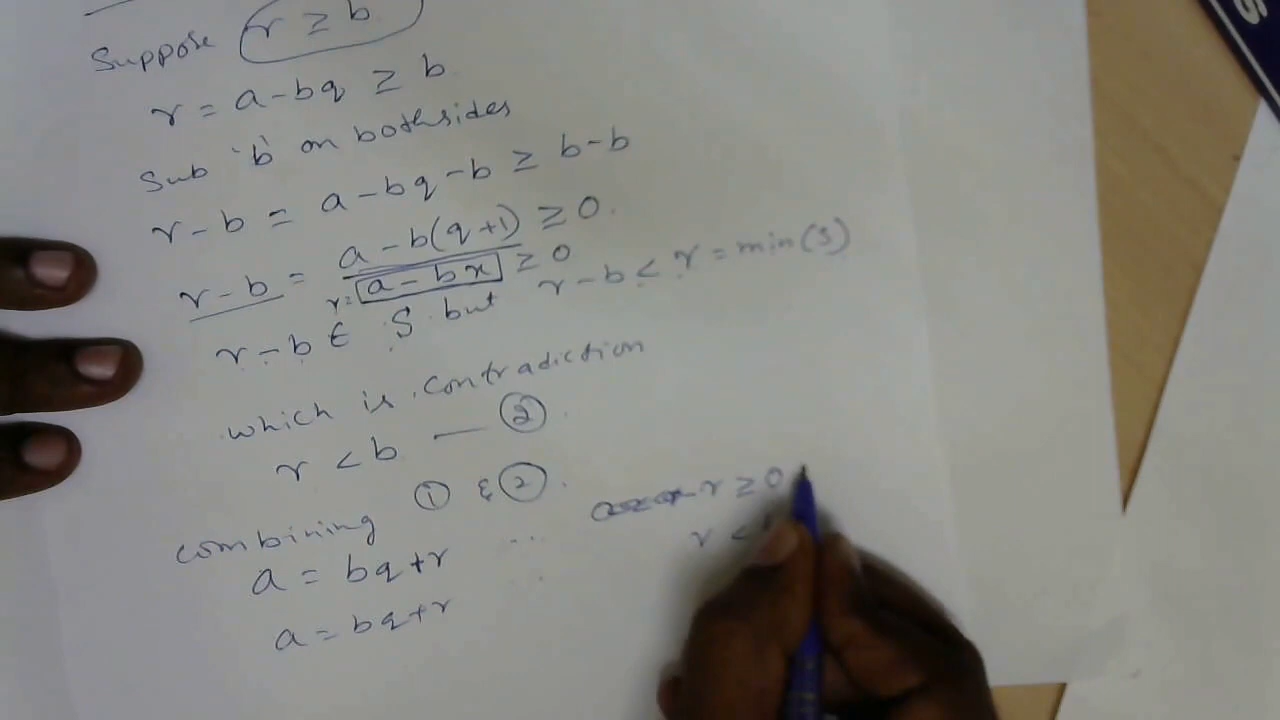 Suppose r ≥ b
r = a - bq ≥ b
Sub 'b' on bothsides
r - b = a - bq - b ≥ b - b
r - b = a - b(q+1) ≥ 0.
r = a - bx ≥ 0
r - b ∈ S but r - b < r = min(S)
which is contradiction
r < b — ②.
combining ① & ②.
a = bq + r ... r ≥ 0
r <
a = bq + r